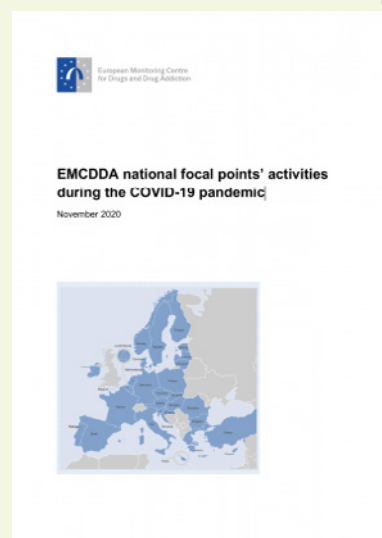 European Monitoring Centre
for Drugs and Drug Addiction
EMCDDA national focal points' activities
during the COVID-19 pandemic
November 2020